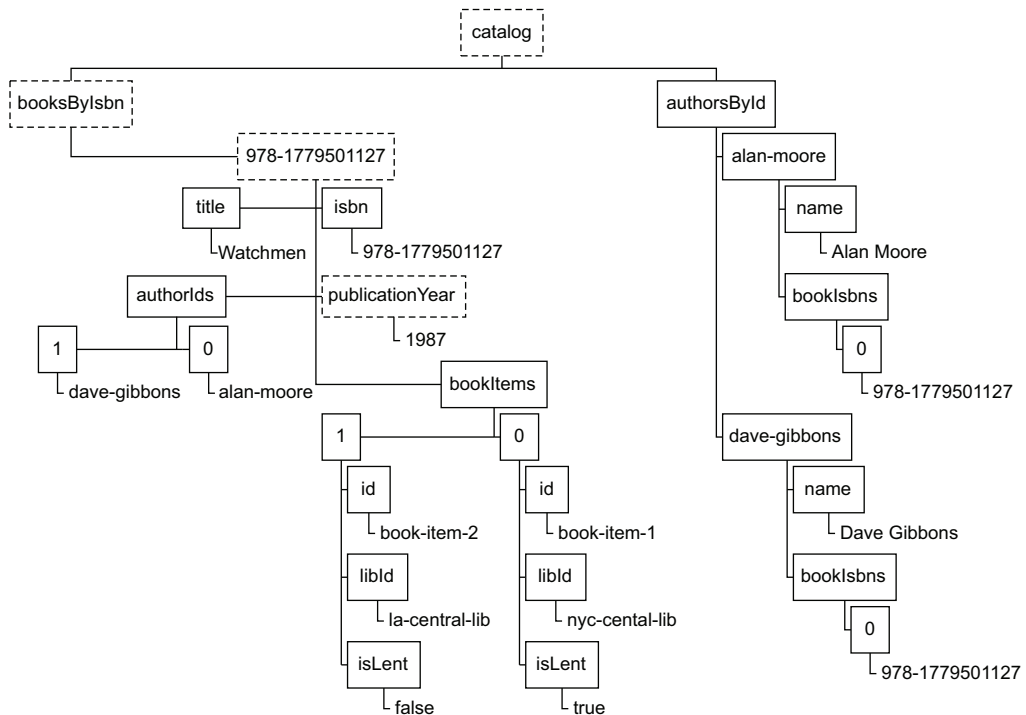 catalog
booksByIsbn
authorsById
978-1779501127
alan-moore
title
isbn
name
Watchmen
978-1779501127
Alan Moore
authorIds
publicationYear
bookIsbns
1987
1
0
0
dave-gibbons
alan-moore
bookItems
978-1779501127
1
0
dave-gibbons
id
id
name
book-item-2
book-item-1
Dave Gibbons
libId
libId
bookIsbns
la-central-lib
nyc-cental-lib
0
isLent
isLent
978-1779501127
false
true